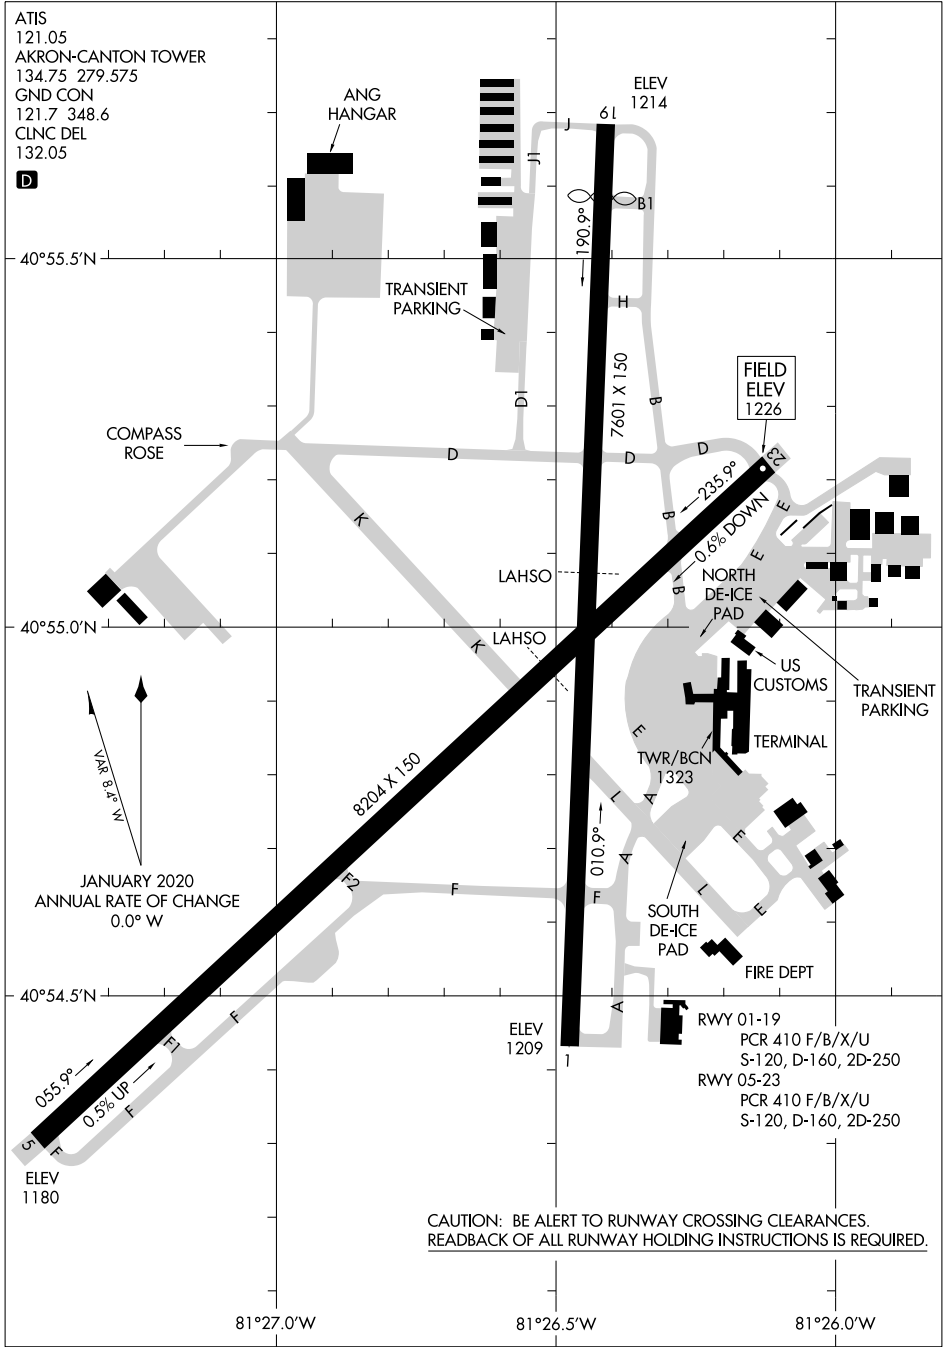 ATIS
121.05
AKRON-CANTON TOWER
134.75 279.575
GND CON
121.7 348.6
CLNC DEL
132.05
D
ANG
HANGAR
ELEV
1214
19
J
J1
B1
190.9°
40°55.5'N
TRANSIENT
PARKING
H
7601 X 150
D1
B
FIELD
ELEV
1226
COMPASS
ROSE
D
D
D
23
235.9°
0.6% DOWN
K
B
E
E
LAHSO
NORTH
DE-ICE
PAD
B
40°55.0'N
LAHSO
K
US
CUSTOMS
TRANSIENT
PARKING
VAR 8.4° W
E
TWR/BCN
1323
TERMINAL
8204 X 150
L
A
E
010.9°
A
JANUARY 2020
ANNUAL RATE OF CHANGE
0.0° W
F2
F
F
L
E
SOUTH
DE-ICE
PAD
FIRE DEPT
40°54.5'N
F
A
ELEV
1209
1
RWY 01-19
PCR 410 F/B/X/U
S-120, D-160, 2D-250
RWY 05-23
PCR 410 F/B/X/U
S-120, D-160, 2D-250
F1
055.9°
0.5% UP
F
5
F
ELEV
1180
CAUTION: BE ALERT TO RUNWAY CROSSING CLEARANCES.
READBACK OF ALL RUNWAY HOLDING INSTRUCTIONS IS REQUIRED.
81°27.0'W
81°26.5'W
81°26.0'W